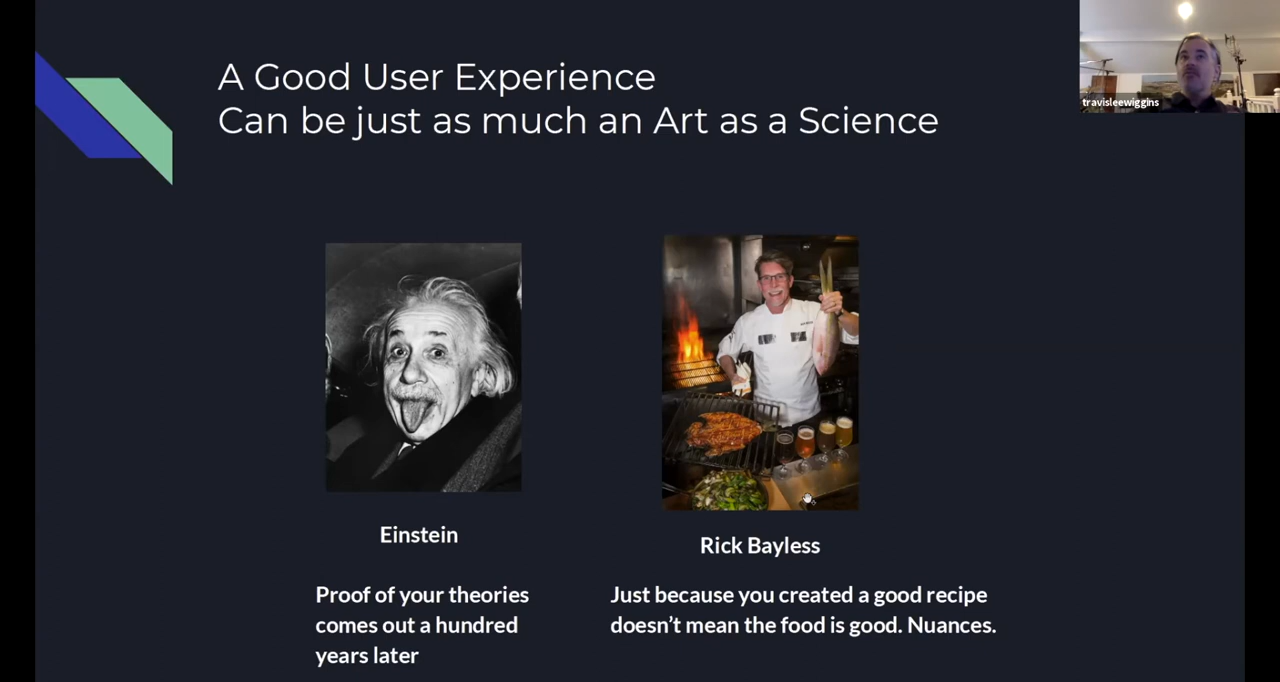 A Good User Experience
Can be just as much an Art as a Science
travisleewiggins
Einstein
Proof of your theories
comes out a hundred
years later
Rick Bayless
Just because you created a good recipe
doesn’t mean the food is good. Nuances.